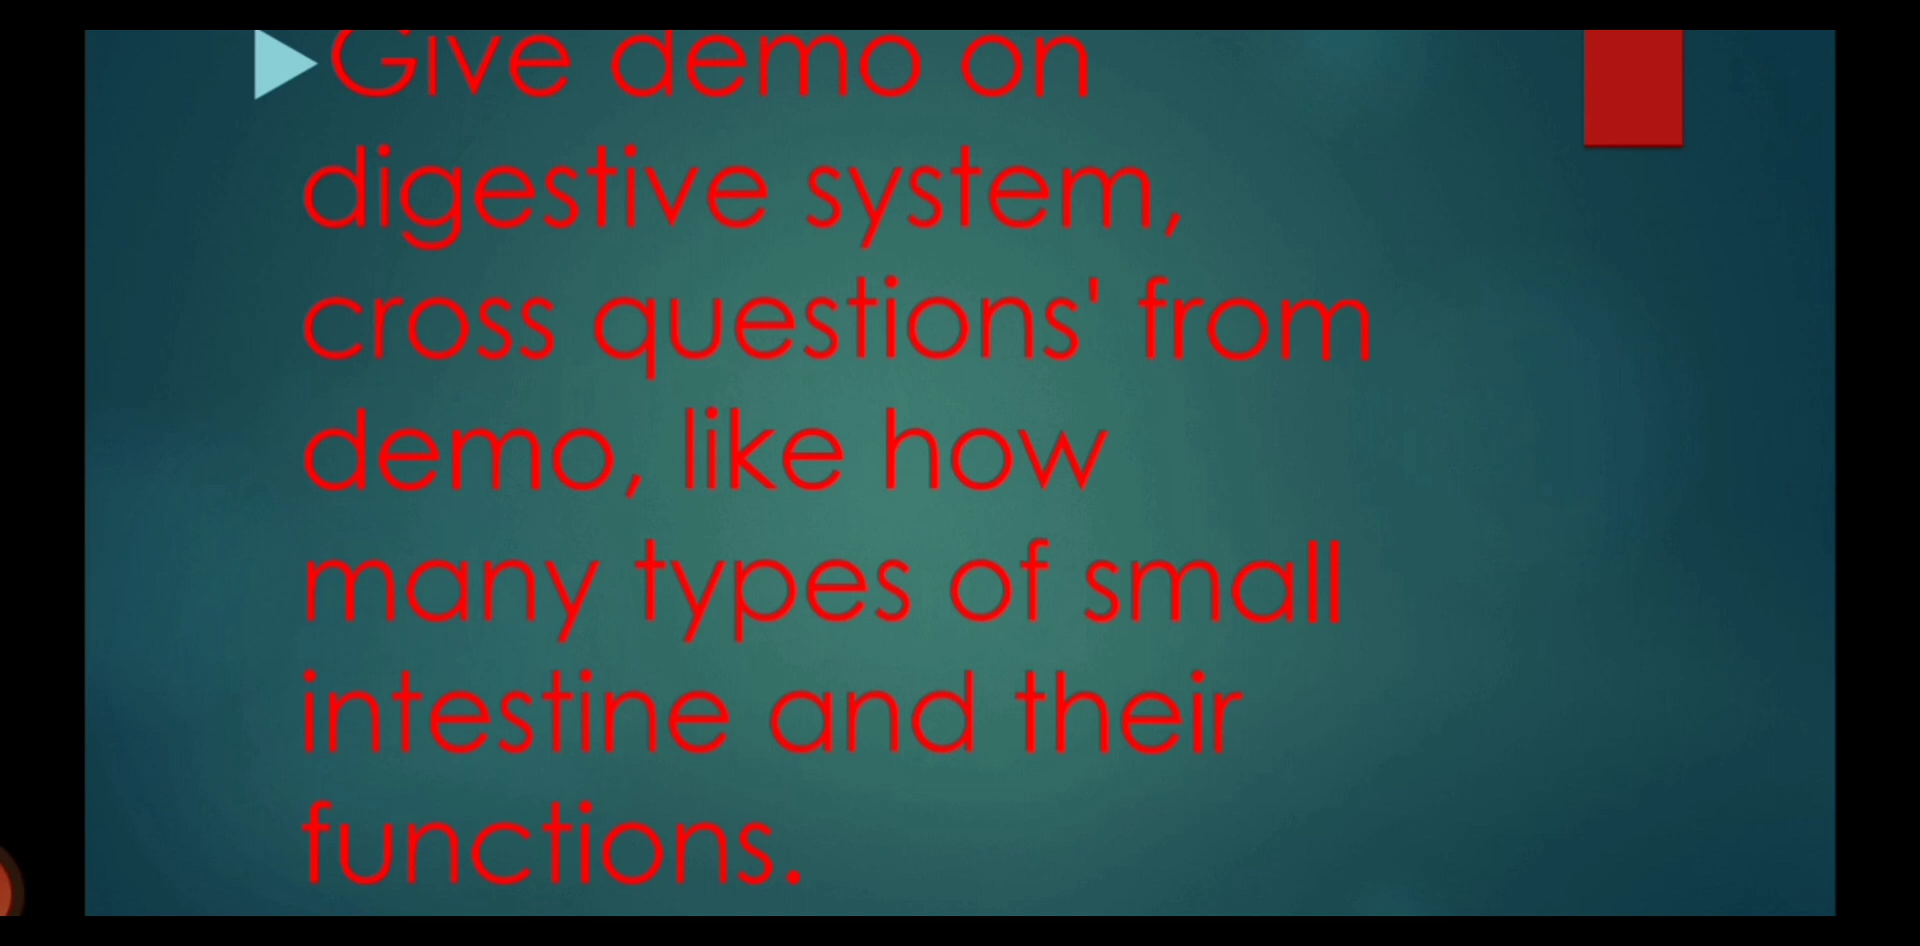 Give demo on
digestive system,
cross questions' from
demo, like how
many types of small
intestine and their
functions.